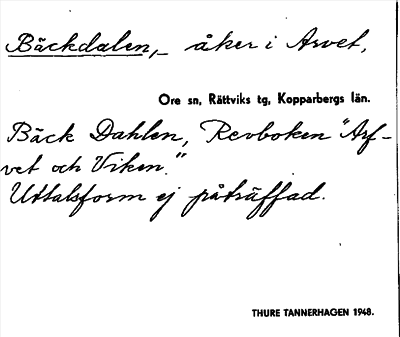 Bäckdalen,_ åker i Arvet,
Ore sn, Rättviks tg, Kopparbergs län.
Bäck Dahlen, Revboken "Arf-
vet och Viken."
Uttalsform ej påträffad.
THURE TANNERHAGEN 1948.